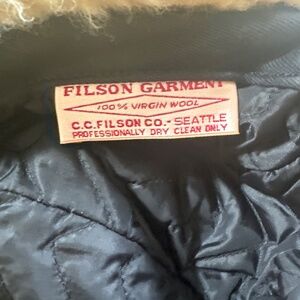 FILSON GARMENT
100% VIRGIN WOOL
C.C. FILSON CO. - SEATTLE
PROFESSIONALLY DRY CLEAN ONLY